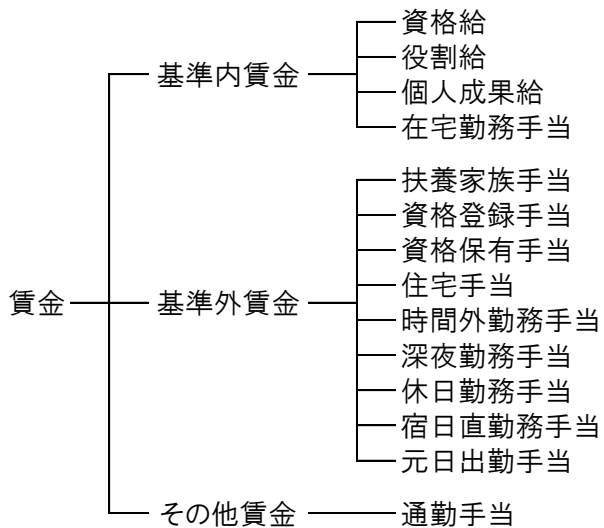 資格給
役割給
基準内賃金
個人成果給
在宅勤務手当
扶養家族手当
資格登録手当
資格保有手当
住宅手当
賃金
基準外賃金
時間外勤務手当
深夜勤務手当
休日勤務手当
宿日直勤務手当
元日出勤手当
その他賃金
通勤手当